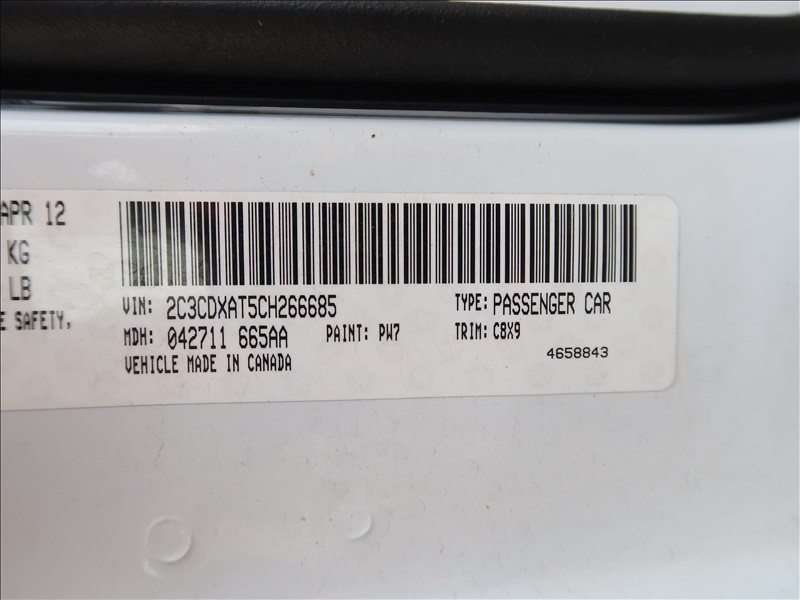 APR 12
KG
LB
E SAFETY,
VIN: 2C3CDXAT5CH266685 TYPE: PASSENGER CAR
MDH: 042711 665AA PAINT: PW7 TRIM: C8X9
VEHICLE MADE IN CANADA 4658843